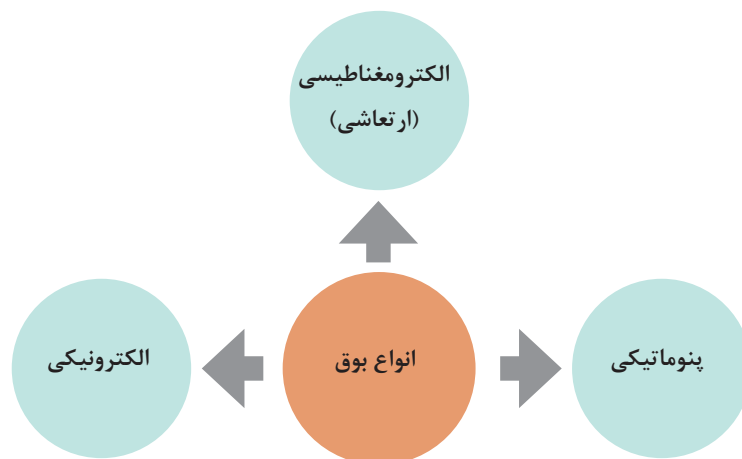 الکترومغناطیسی
(ارتعاشی)
پنوماتیکی
انواع بوق
الکترونیکی